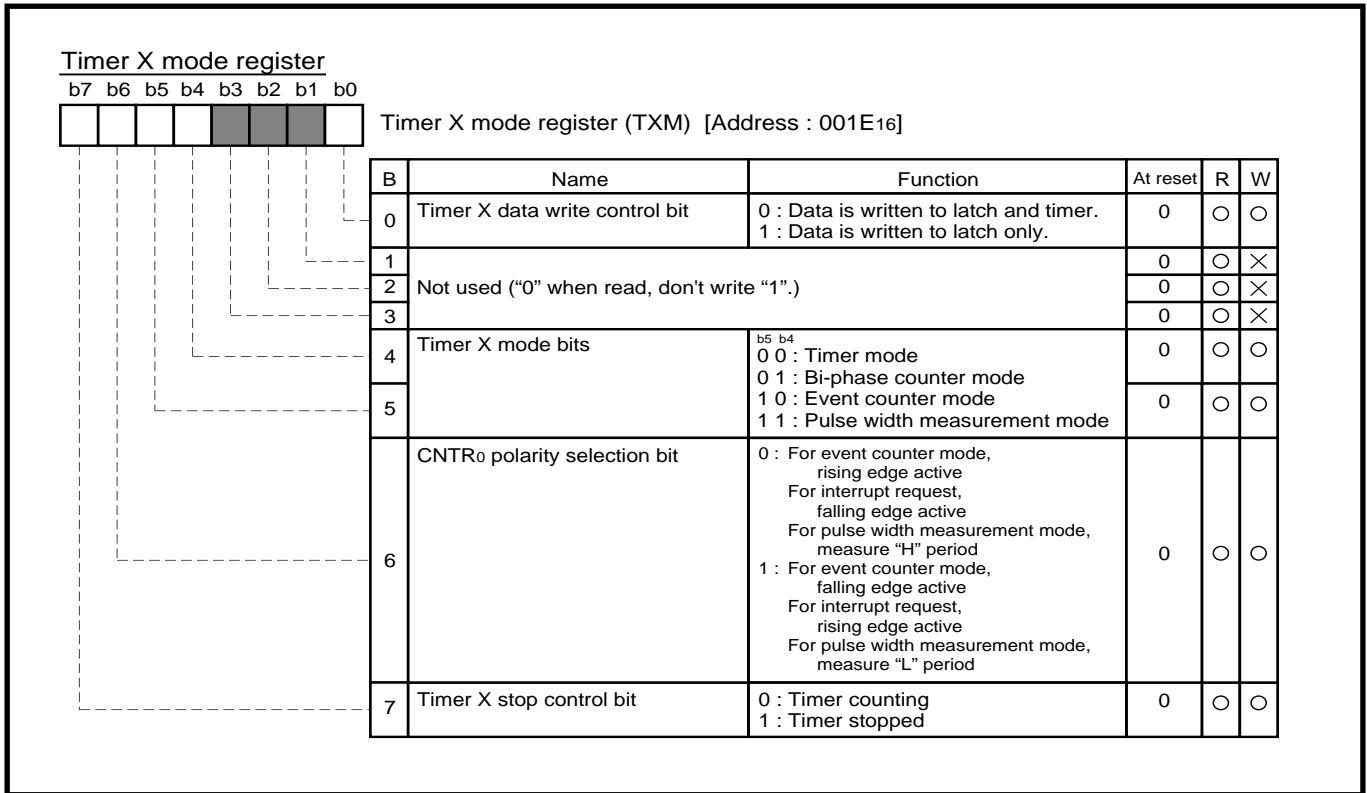 Timer X mode register
b7 b6 b5 b4 b3 b2 b1 b0
Timer X mode register (TXM) [Address : 001E16]
B Name Function At reset R W
0 Timer X data write control bit 0 : Data is written to latch and timer. 0 ○ ○
1 : Data is written to latch only.
1 0 ○ ×
2 Not used (“0” when read, don't write “1”.) 0 ○ ×
3 0 ○ ×
4 Timer X mode bits b5 b4 0 ○ ○
0 0 : Timer mode
0 1 : Bi-phase counter mode
5 1 0 : Event counter mode 0 ○ ○
1 1 : Pulse width measurement mode
6 CNTR0 polarity selection bit 0 : For event counter mode, 0 ○ ○
rising edge active
For interrupt request,
falling edge active
For pulse width measurement mode,
measure “H” period
1 : For event counter mode,
falling edge active
For interrupt request,
rising edge active
For pulse width measurement mode,
measure “L” period
7 Timer X stop control bit 0 : Timer counting 0 ○ ○
1 : Timer stopped